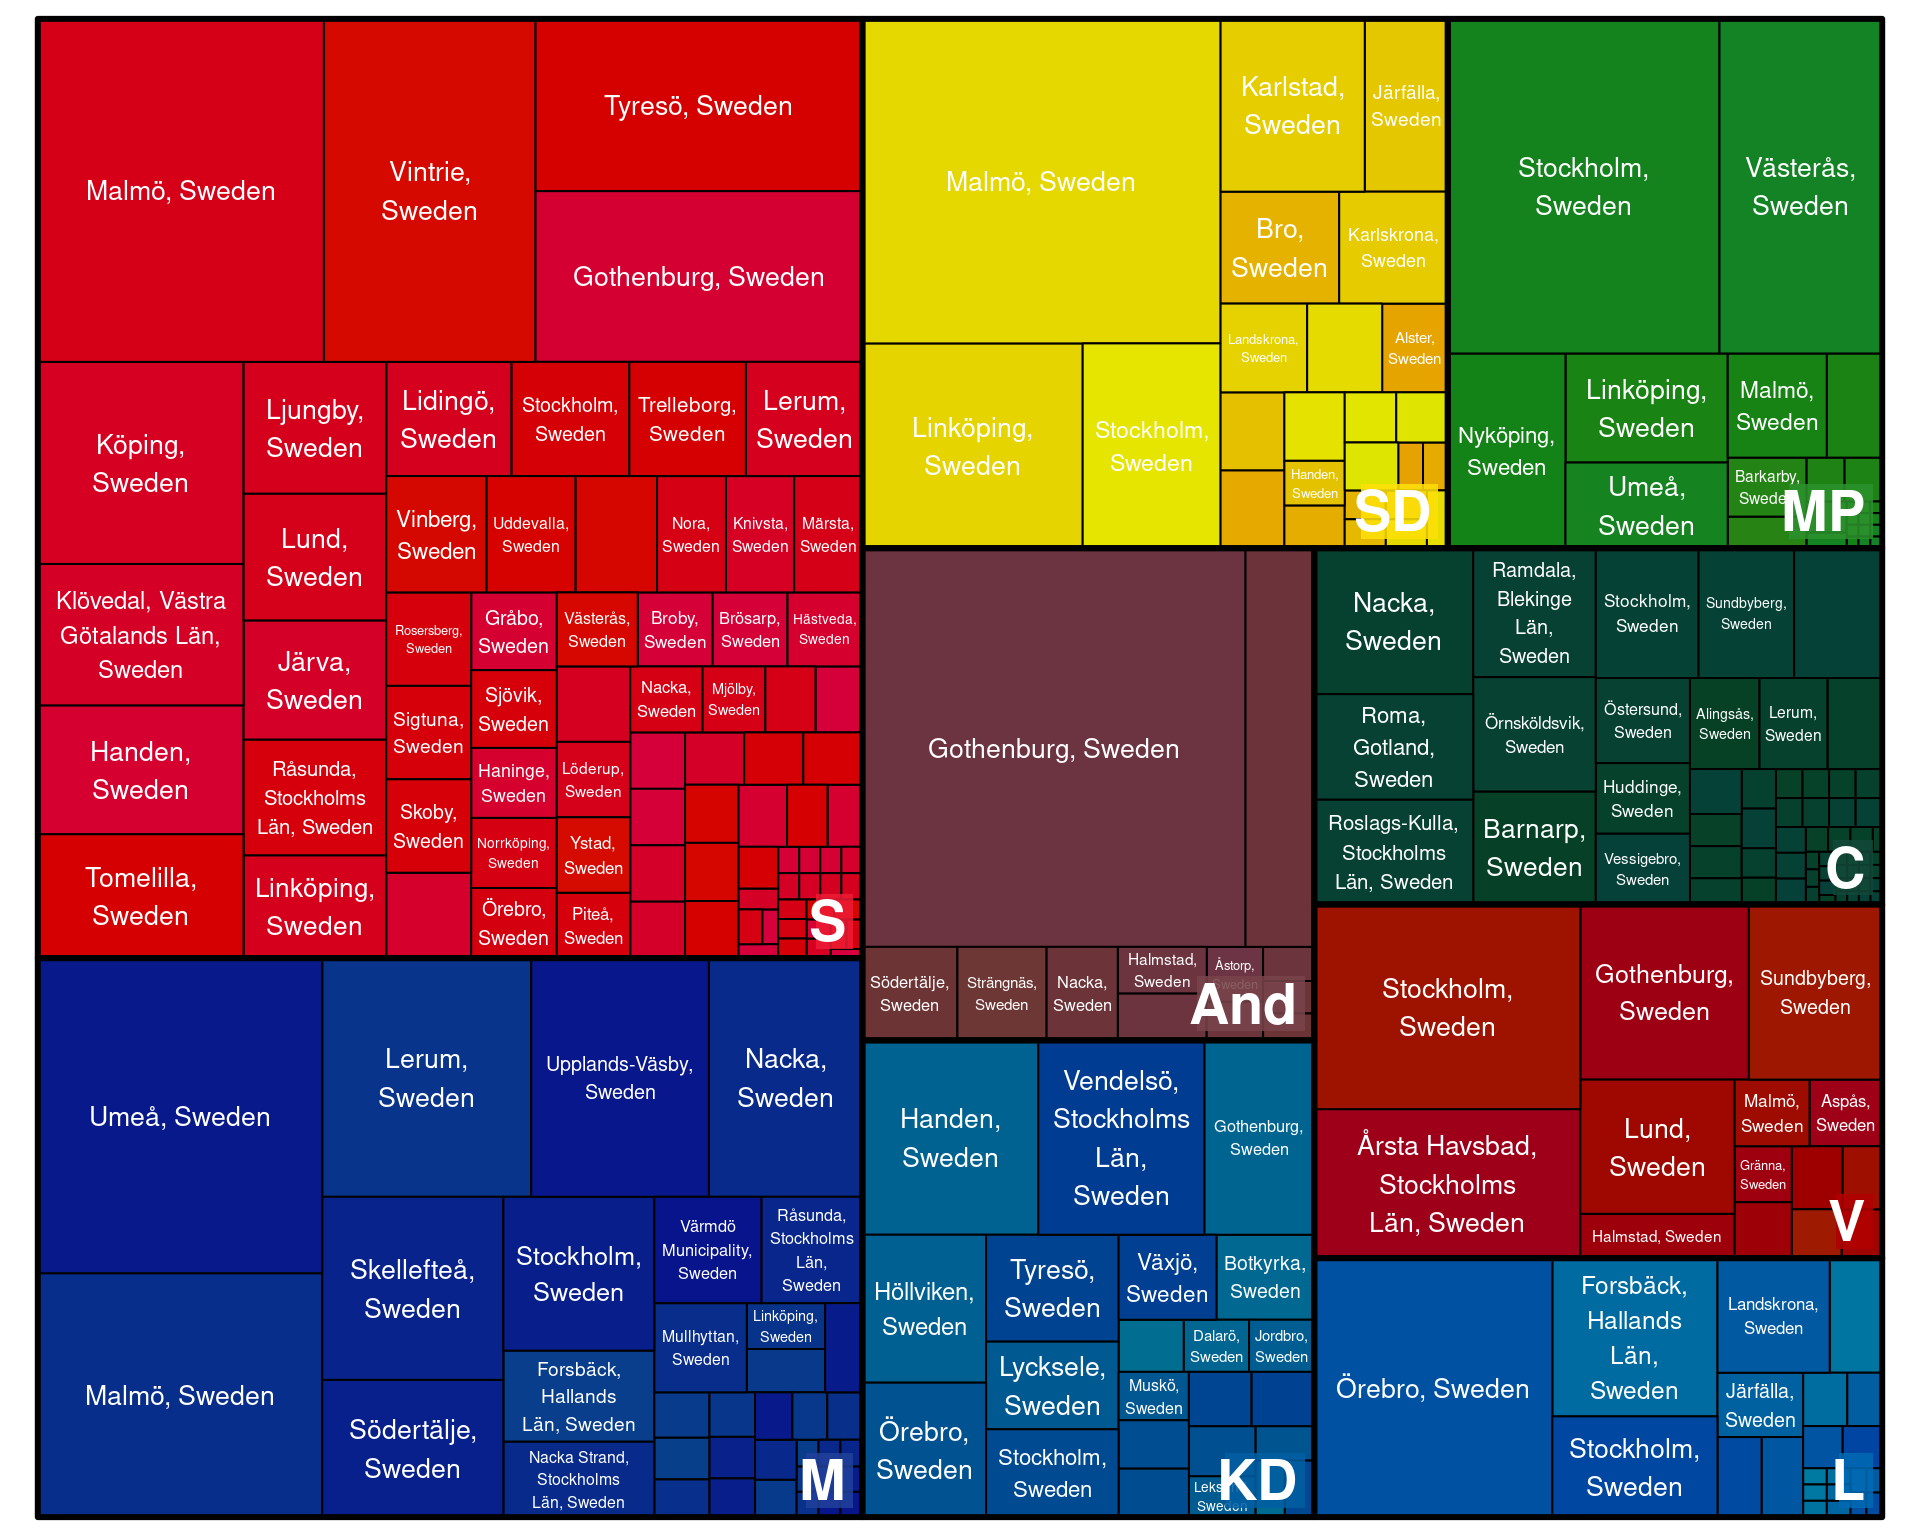 Malmö, Sweden
Vintrie,
Sweden
Tyresö, Sweden
Gothenburg, Sweden
Köping,
Sweden
Klövedal, Västra
Götalands Län,
Sweden
Handen,
Sweden
Tomelilla,
Sweden
Ljungby,
Sweden
Lund,
Sweden
Järva,
Sweden
Råsunda,
Stockholms
Län, Sweden
Linköping,
Sweden
Lidingö,
Sweden
Stockholm,
Sweden
Trelleborg,
Sweden
Lerum,
Sweden
Vinberg,
Sweden
Uddevalla,
Sweden
Nora,
Sweden
Knivsta,
Sweden
Märsta,
Sweden
Rosersberg,
Sweden
Sigtuna,
Sweden
Skoby,
Sweden
Gråbo,
Sweden
Sjövik,
Sweden
Haninge,
Sweden
Norrköping,
Sweden
Örebro,
Sweden
Västerås,
Sweden
Broby,
Sweden
Brösarp,
Sweden
Hästveda,
Sweden
Löderup,
Sweden
Ystad,
Sweden
Piteå,
Sweden
Nacka,
Sweden
Mjölby,
Sweden
S
Malmö, Sweden
Linköping,
Sweden
Stockholm,
Sweden
Karlstad,
Sweden
Järfälla,
Sweden
Bro,
Sweden
Karlskrona,
Sweden
Landskrona,
Sweden
Alster,
Sweden
Handen,
Sweden
SD
Stockholm,
Sweden
Västerås,
Sweden
Nyköping,
Sweden
Linköping,
Sweden
Umeå,
Sweden
Malmö,
Sweden
Barkarby,
Sweden
MP
Gothenburg, Sweden
Södertälje,
Sweden
Strängnäs,
Sweden
Nacka,
Sweden
Halmstad,
Sweden
Åstorp,
Sweden
And
Nacka,
Sweden
Roma,
Gotland,
Sweden
Roslags-Kulla,
Stockholms
Län, Sweden
Ramdala,
Blekinge
Län,
Sweden
Örnsköldsvik,
Sweden
Barnarp,
Sweden
Stockholm,
Sweden
Sundbyberg,
Sweden
Östersund,
Sweden
Huddinge,
Sweden
Vessigebro,
Sweden
Alingsås,
Sweden
Lerum,
Sweden
C
Umeå, Sweden
Malmö, Sweden
Lerum,
Sweden
Upplands-Väsby,
Sweden
Nacka,
Sweden
Skellefteå,
Sweden
Södertälje,
Sweden
Stockholm,
Sweden
Forsbäck,
Hallands
Län, Sweden
Nacka Strand,
Stockholms
Län, Sweden
Värmdö
Municipality,
Sweden
Råsunda,
Stockholms
Län,
Sweden
Mullhyttan,
Sweden
Linköping,
Sweden
M
Handen,
Sweden
Vendelsö,
Stockholms
Län,
Sweden
Gothenburg,
Sweden
Höllviken,
Sweden
Örebro,
Sweden
Tyresö,
Sweden
Lycksele,
Sweden
Stockholm,
Sweden
Växjö,
Sweden
Botkyrka,
Sweden
Dalarö,
Sweden
Jordbro,
Sweden
Muskö,
Sweden
Sweden
KD
Stockholm,
Sweden
Årsta Havsbad,
Stockholms
Län, Sweden
Gothenburg,
Sweden
Sundbyberg,
Sweden
Lund,
Sweden
Halmstad, Sweden
Malmö,
Sweden
Aspås,
Sweden
Gränna,
Sweden
V
Örebro, Sweden
Forsbäck,
Hallands
Län,
Sweden
Stockholm,
Sweden
Landskrona,
Sweden
Järfälla,
Sweden
L